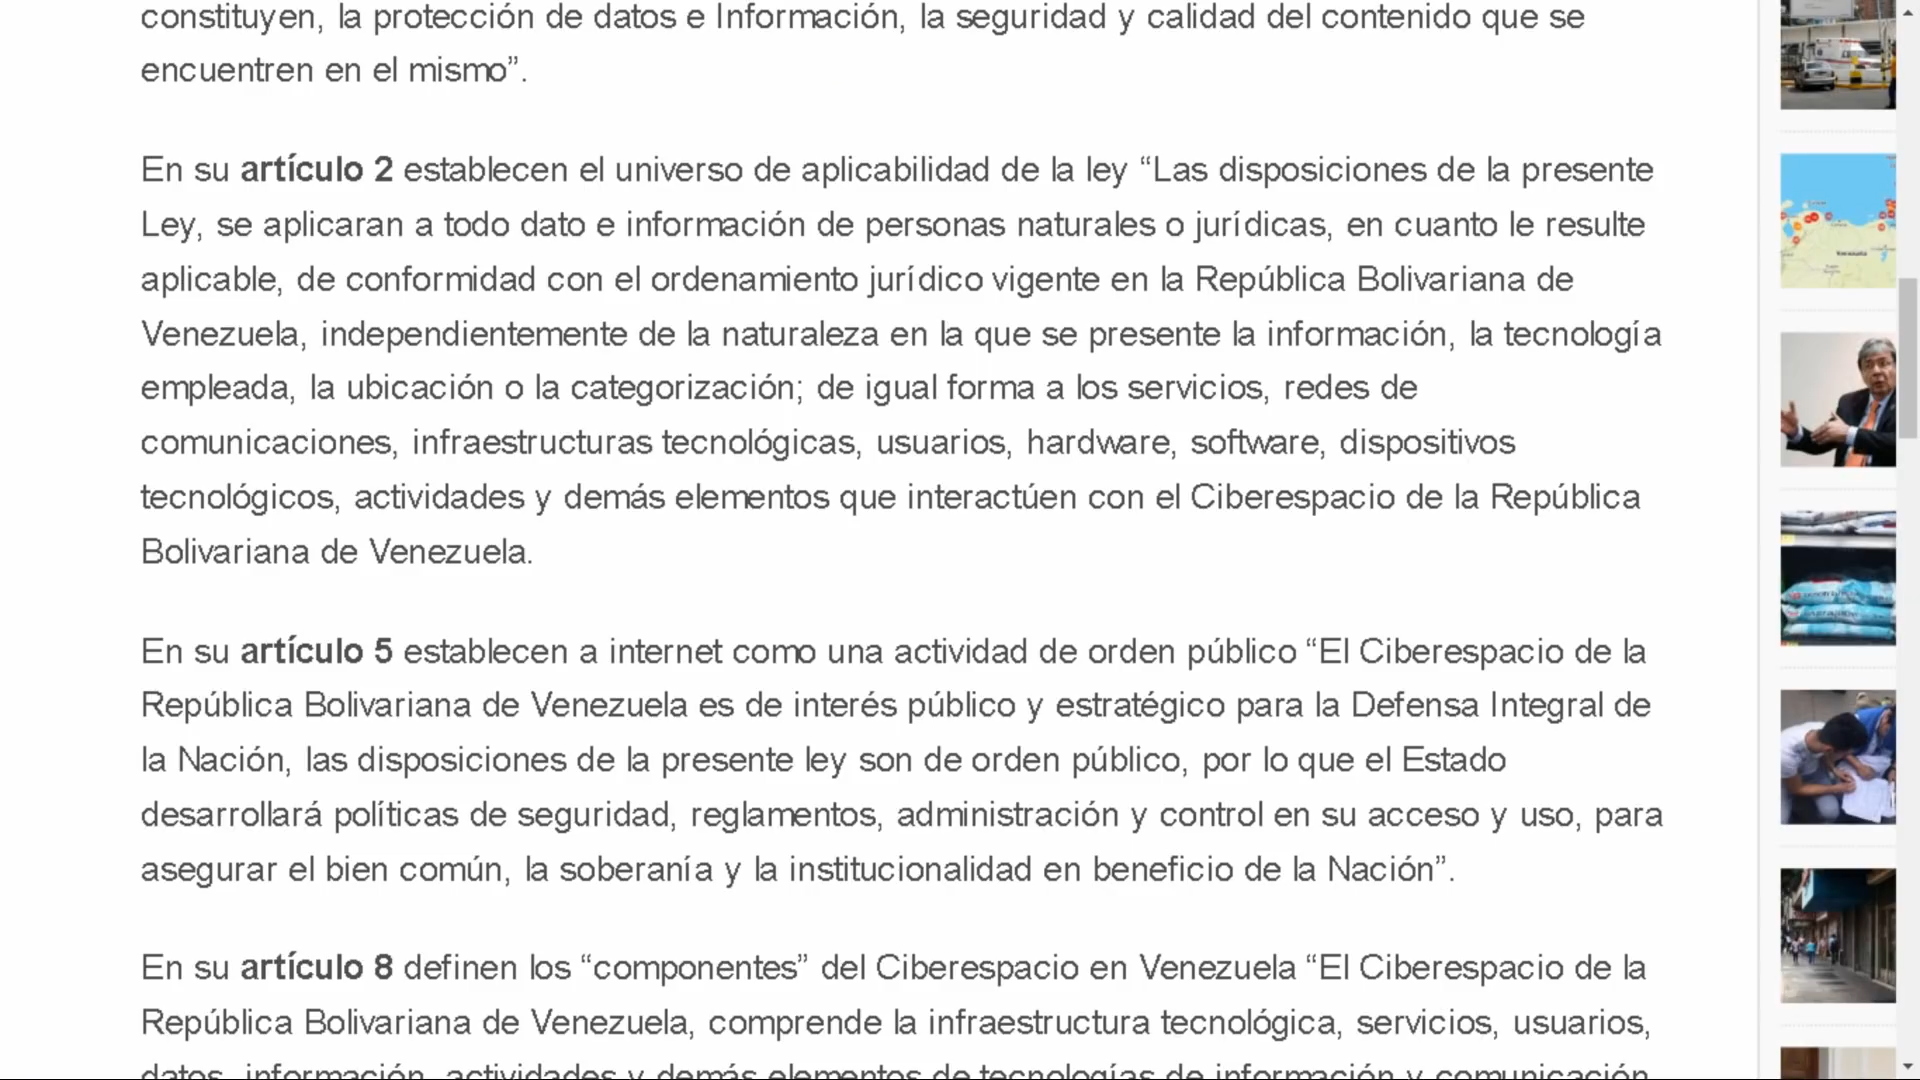 constituyen, la protección de datos e Información, la seguridad y calidad del contenido que se
encuentren en el mismo”.
En su artículo 2 establecen el universo de aplicabilidad de la ley “Las disposiciones de la presente
Ley, se aplicaran a todo dato e información de personas naturales o jurídicas, en cuanto le resulte
aplicable, de conformidad con el ordenamiento jurídico vigente en la República Bolivariana de
Venezuela, independientemente de la naturaleza en la que se presente la información, la tecnología
empleada, la ubicación o la categorización; de igual forma a los servicios, redes de
comunicaciones, infraestructuras tecnológicas, usuarios, hardware, software, dispositivos
tecnológicos, actividades y demás elementos que interactúen con el Ciberespacio de la República
Bolivariana de Venezuela.
En su artículo 5 establecen a internet como una actividad de orden público “El Ciberespacio de la
República Bolivariana de Venezuela es de interés público y estratégico para la Defensa Integral de
la Nación, las disposiciones de la presente ley son de orden público, por lo que el Estado
desarrollará políticas de seguridad, reglamentos, administración y control en su acceso y uso, para
asegurar el bien común, la soberanía y la institucionalidad en beneficio de la Nación”.
En su artículo 8 definen los “componentes” del Ciberespacio en Venezuela “El Ciberespacio de la
República Bolivariana de Venezuela, comprende la infraestructura tecnológica, servicios, usuarios,
datos, información, actividades y demás elementos de tecnologías de información y comunicación